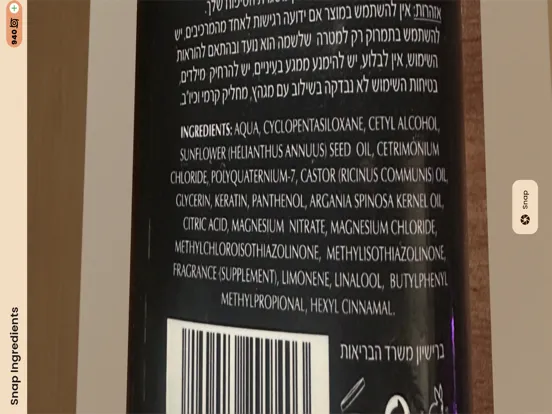 אזהרות: אין להשתמש במוצר אם ידועה רגישות לאחד מהמרכיבים, יש
להשתמש בתמרוק רק למטרה שלשמה הוא נועד ובהתאם להוראות
השימוש, אין לבלוע, יש להימנע ממגע בעיניים, יש להרחיק מילדים,
בטיחות השימוש לא נבדקה בשילוב עם מגהץ, מחליק קרמי וכיו"ב.
INGREDIENTS: AQUA, CYCLOPENTASILOXANE, CETYL ALCOHOL,
SUNFLOWER (HELIANTHUS ANNUUS) SEED OIL, CETRIMONIUM
CHLORIDE, POLYQUATERNIUM-7, CASTOR (RICINUS COMMUNIS) OIL,
GLYCERIN, KERATIN, PANTHENOL, ARGANIA SPINOSA KERNEL OIL,
CITRIC ACID, MAGNESIUM NITRATE, MAGNESIUM CHLORIDE,
METHYLCHLOROISOTHIAZOLINONE, METHYLISOTHIAZOLINONE,
FRAGRANCE (SUPPLEMENT), LIMONENE, LINALOOL, BUTYLPHENYL
METHYLPROPIONAL, HEXYL CINNAMAL.
ברישיון משרד הבריאות
Snap Ingredients
940
Snap